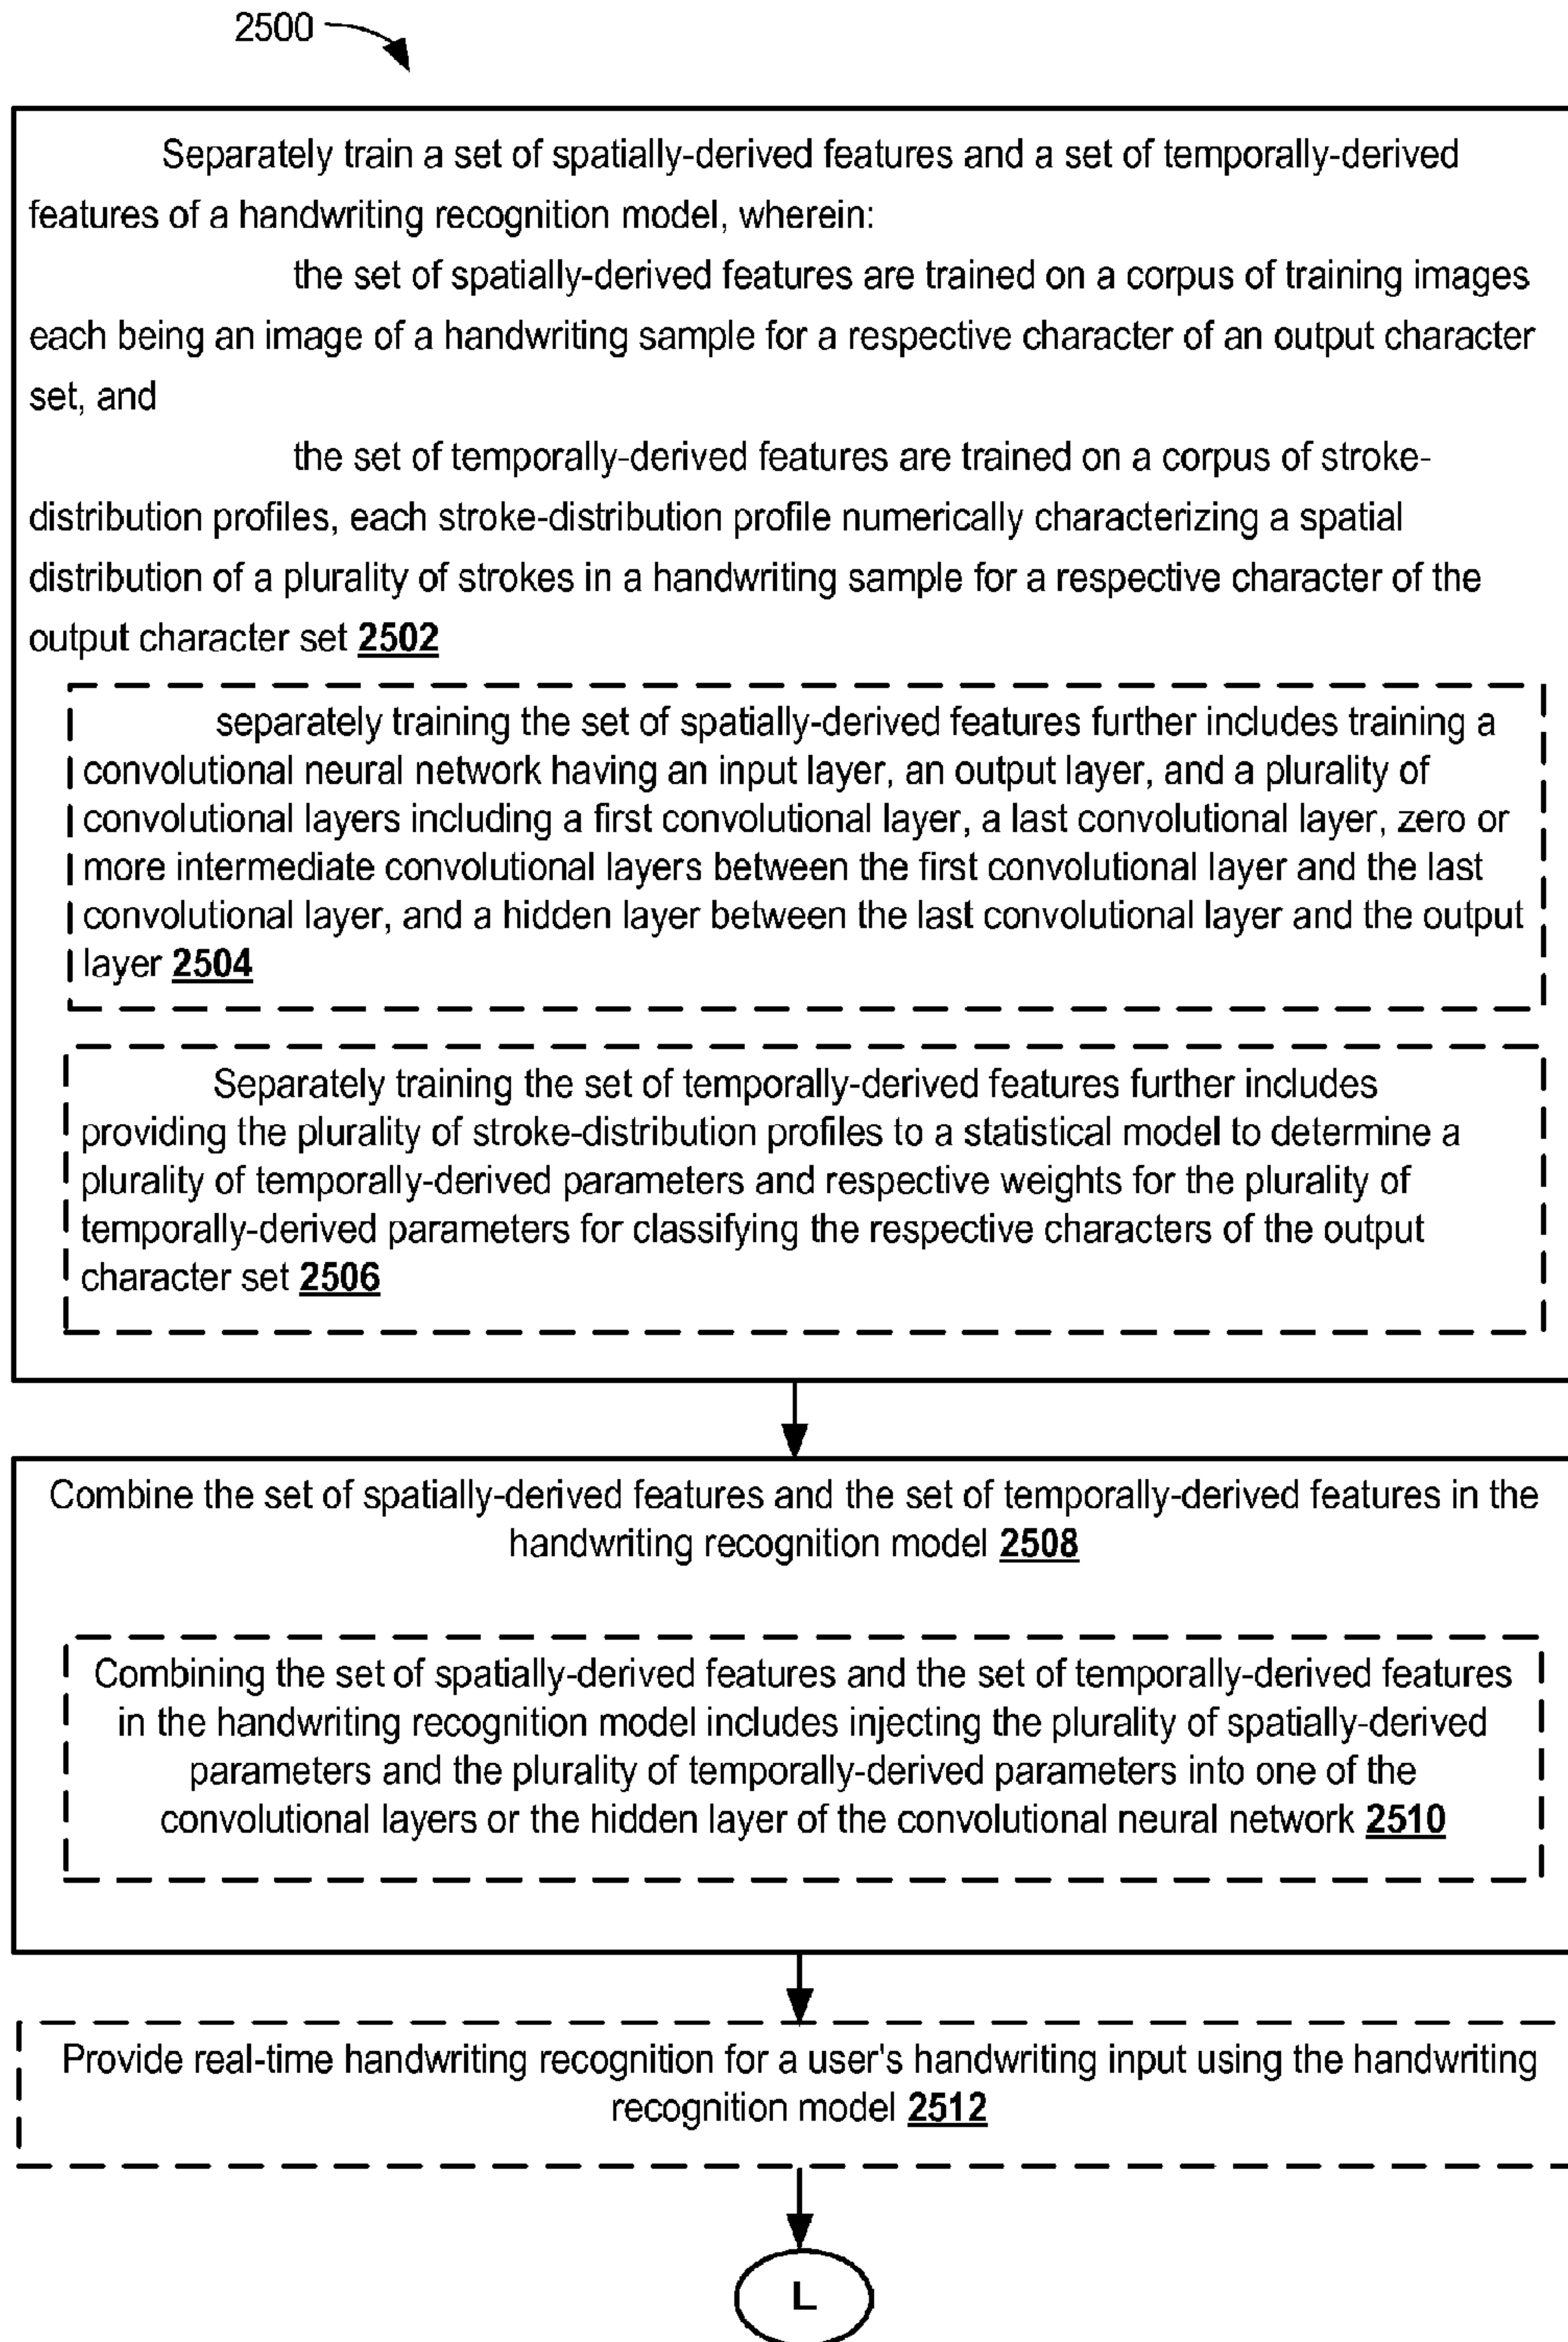 2500
Separately train a set of spatially-derived features and a set of temporally-derived
features of a handwriting recognition model, wherein:
the set of spatially-derived features are trained on a corpus of training images
each being an image of a handwriting sample for a respective character of an output character
set, and
the set of temporally-derived features are trained on a corpus of stroke-
distribution profiles, each stroke-distribution profile numerically characterizing a spatial
distribution of a plurality of strokes in a handwriting sample for a respective character of the
output character set 2502
separately training the set of spatially-derived features further includes training a
convolutional neural network having an input layer, an output layer, and a plurality of
convolutional layers including a first convolutional layer, a last convolutional layer, zero or
more intermediate convolutional layers between the first convolutional layer and the last
convolutional layer, and a hidden layer between the last convolutional layer and the output
layer 2504
Separately training the set of temporally-derived features further includes
providing the plurality of stroke-distribution profiles to a statistical model to determine a
plurality of temporally-derived parameters and respective weights for the plurality of
temporally-derived parameters for classifying the respective characters of the output
character set 2506
Combine the set of spatially-derived features and the set of temporally-derived features in the
handwriting recognition model 2508
Combining the set of spatially-derived features and the set of temporally-derived features
in the handwriting recognition model includes injecting the plurality of spatially-derived
parameters and the plurality of temporally-derived parameters into one of the
convolutional layers or the hidden layer of the convolutional neural network 2510
Provide real-time handwriting recognition for a user's handwriting input using the handwriting
recognition model 2512
L